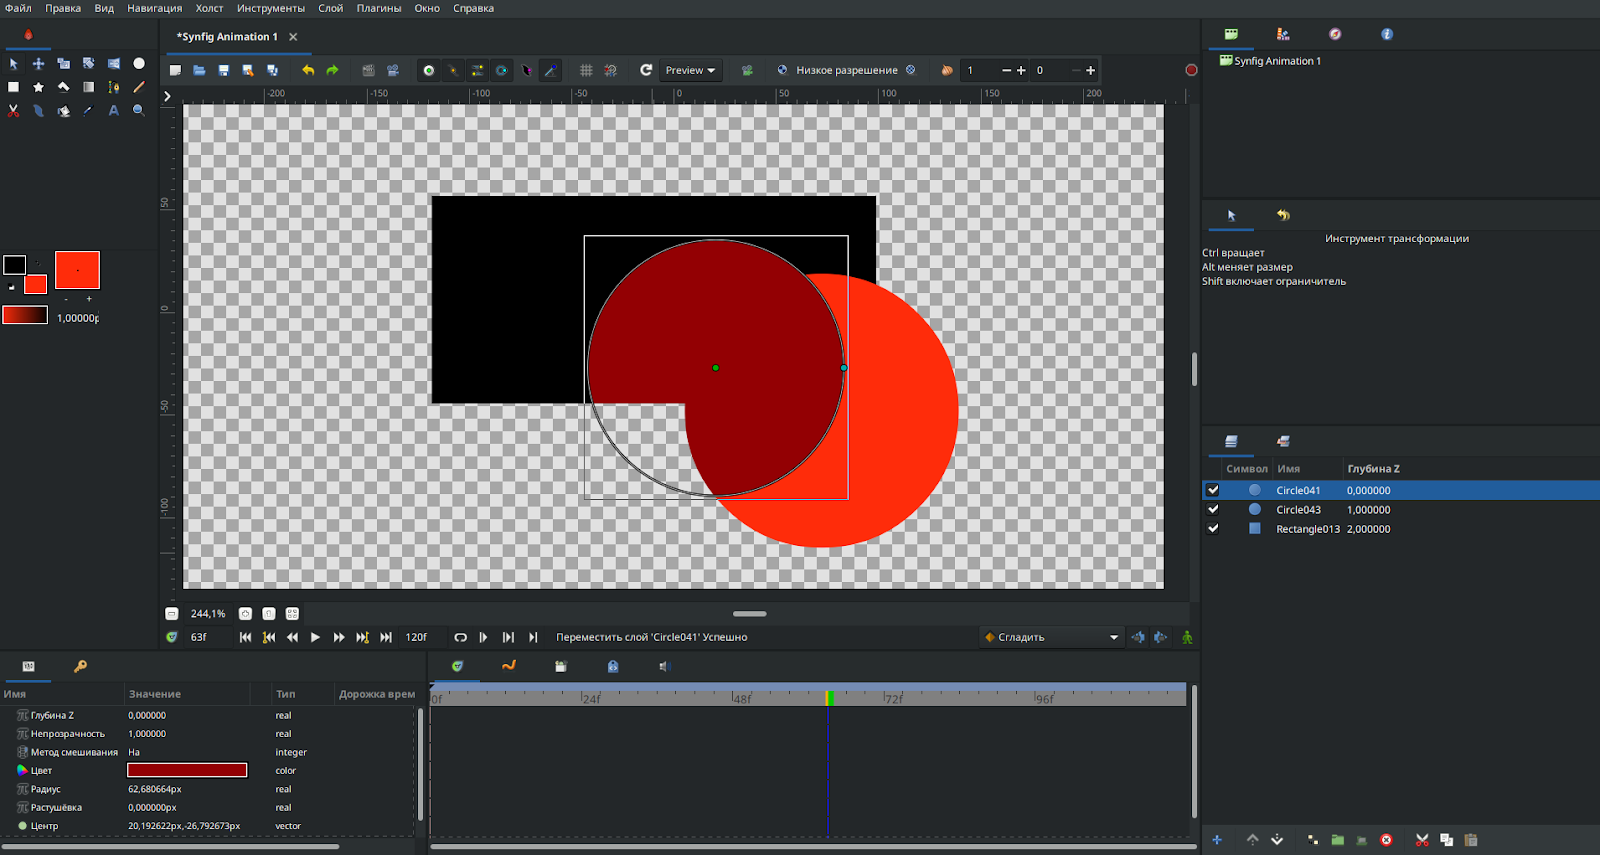 Файл Правка Вид Навигация Холст Инструменты Слой Плагины Окно Справка
*Synfig Animation 1
Preview
Низкое разрешение
1
0
-200 -150 -100 -50 0 50 100 150 200
50
0
-50
-100
1,00000р
244,1%
63f
120f
Переместить слой 'Circle041' Успешно
Сгладить
Имя Значение Тип Дорожка врем
Глубина Z 0,000000 real
Непрозрачность 1,000000 real
Метод смешивания На integer
Цвет color
Радиус 62,680664px real
Растушёвка 0,000000px real
Центр 20,192622px,-26,792673px vector
0f 24f 48f 72f 96f
Synfig Animation 1
Инструмент трансформации
Ctrl вращает
Alt меняет размер
Shift включает ограничитель
Символ Имя Глубина Z
Circle041 0,000000
Circle043 1,000000
Rectangle013 2,000000